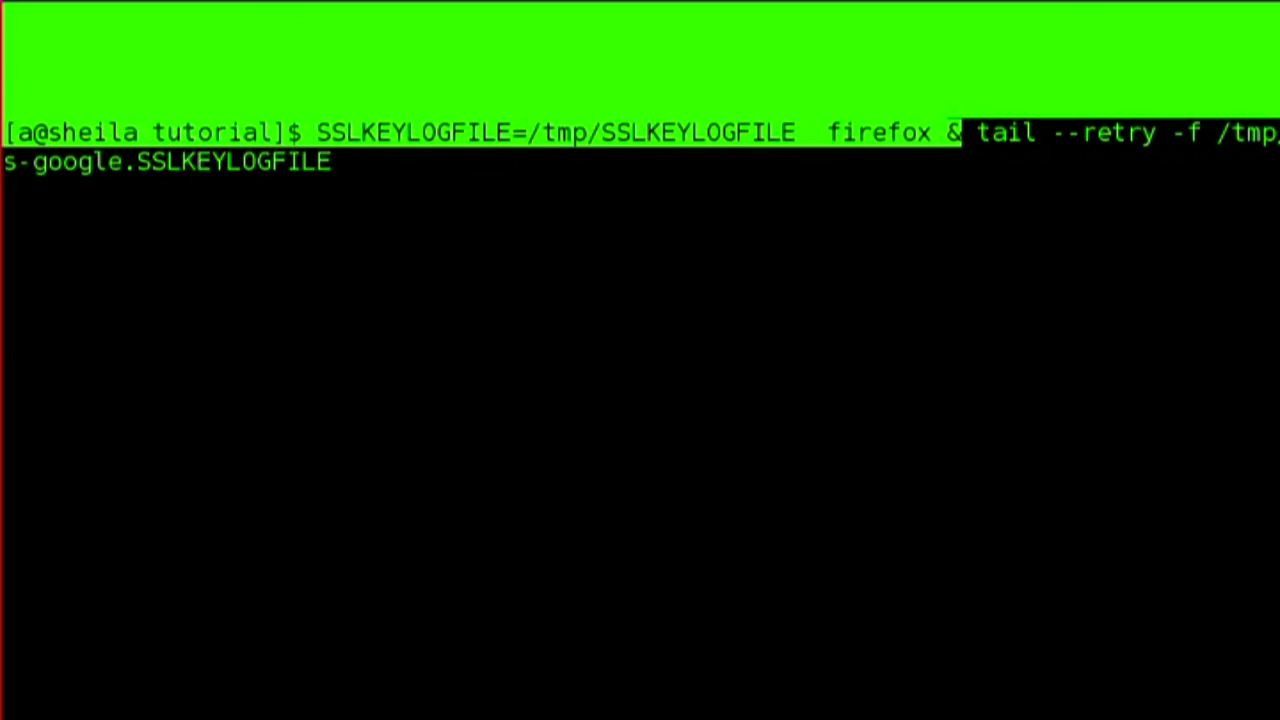 [a@sheila tutorial]$ SSLKEYLOGFILE=/tmp/SSLKEYLOGFILE  firefox & tail --retry -f /tmp/
s-google.SSLKEYLOGFILE